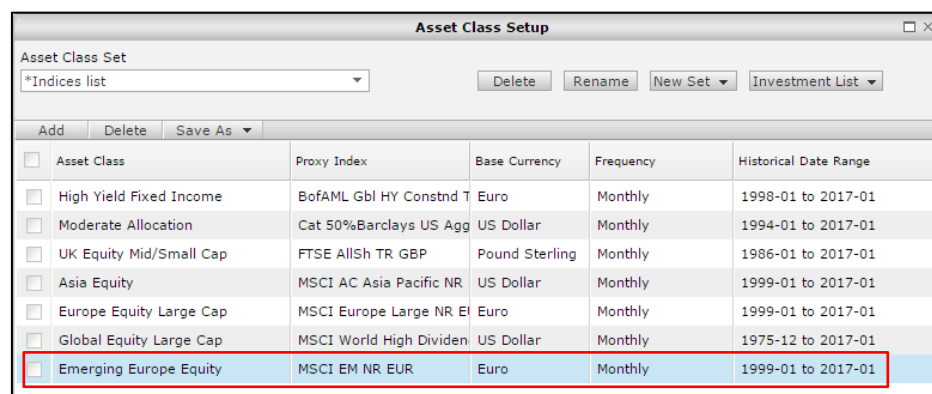 Asset Class Setup
Asset Class Set
*Indices list Delete Rename New Set Investment List
Add Delete Save As
Asset Class Proxy Index Base Currency Frequency Historical Date Range
High Yield Fixed Income BofAML Gbl HY Constnd T Euro Monthly 1998-01 to 2017-01
Moderate Allocation Cat 50%Barclays US Agg US Dollar Monthly 1994-01 to 2017-01
UK Equity Mid/Small Cap FTSE AllSh TR GBP Pound Sterling Monthly 1986-01 to 2017-01
Asia Equity MSCI AC Asia Pacific NR US Dollar Monthly 1999-01 to 2017-01
Europe Equity Large Cap MSCI Europe Large NR Euro Monthly 1999-01 to 2017-01
Global Equity Large Cap MSCI World High Dividen US Dollar Monthly 1975-12 to 2017-01
Emerging Europe Equity MSCI EM NR EUR Euro Monthly 1999-01 to 2017-01